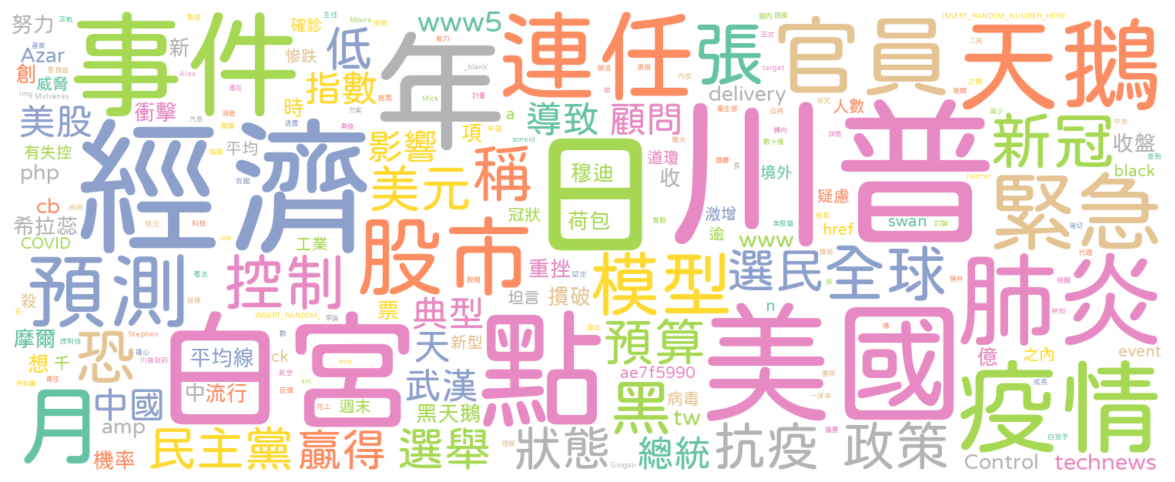 努力
事件
新
Azar
創
威脅
www5
確診
慘跌
低
指數
時
衝擊
年
連任
張
delivery
官員
天鵝
INSERT_RANDOM_NUMBER_HERE'
美股
有失控
php
平均
經濟
影響
項
a
導致
顧問
美元
稱
日
穆迪
荷包
道瓊
收
境外
人數
川普
新冠
收盤
black
cb
希拉蕊
COVID
工業
股市
冠狀
激增
逾
www
疑慮
href
swan
緊急
預測
控制
重挫
模型
選民
全球
肺炎
殺
INSERT_RANDOM_
票
典型
坦言
摜破
n
摩爾
想
千
恐
白宮
平均線
中
流行
ck
天
新型
點
預算
美國
億
之內
event
月
中國
amp
武漢
黑天鵝
週末
ae7f5990
黑
病毒
tw
疫情
機率
民主黨
贏得
選舉
狀態
總統
抗疫
政策
Control
technews
Moore
Alex
img
Mulvaney
_blank'
Mick
target
zoneid
Twitter
Stephen
Joe
src
Grogan